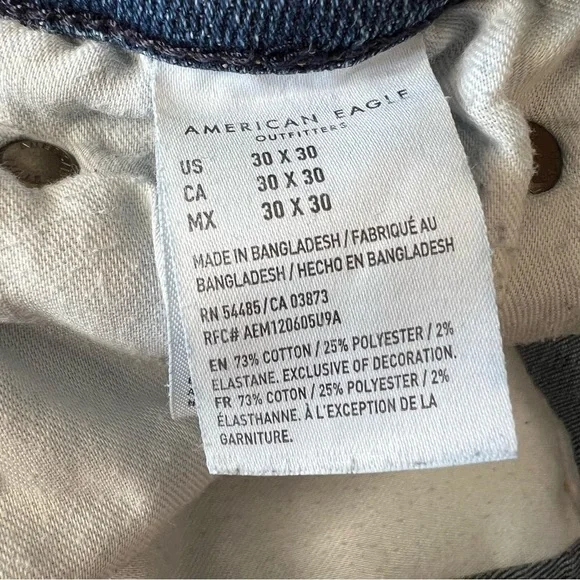 AMERICAN EAGLE
OUTFITTERS
US 30 X 30
CA 30 X 30
MX 30 X 30
MADE IN BANGLADESH / FABRIQUÉ AU
BANGLADESH / HECHO EN BANGLADESH
RN 54485 / CA 03873
RFC# AEM120605U9A
EN 73% COTTON / 25% POLYESTER / 2%
ELASTANE. EXCLUSIVE OF DECORATION.
FR 73% COTON / 25% POLYESTER / 2%
ÉLASTHANNE. À L'EXCEPTION DE LA
GARNITURE.